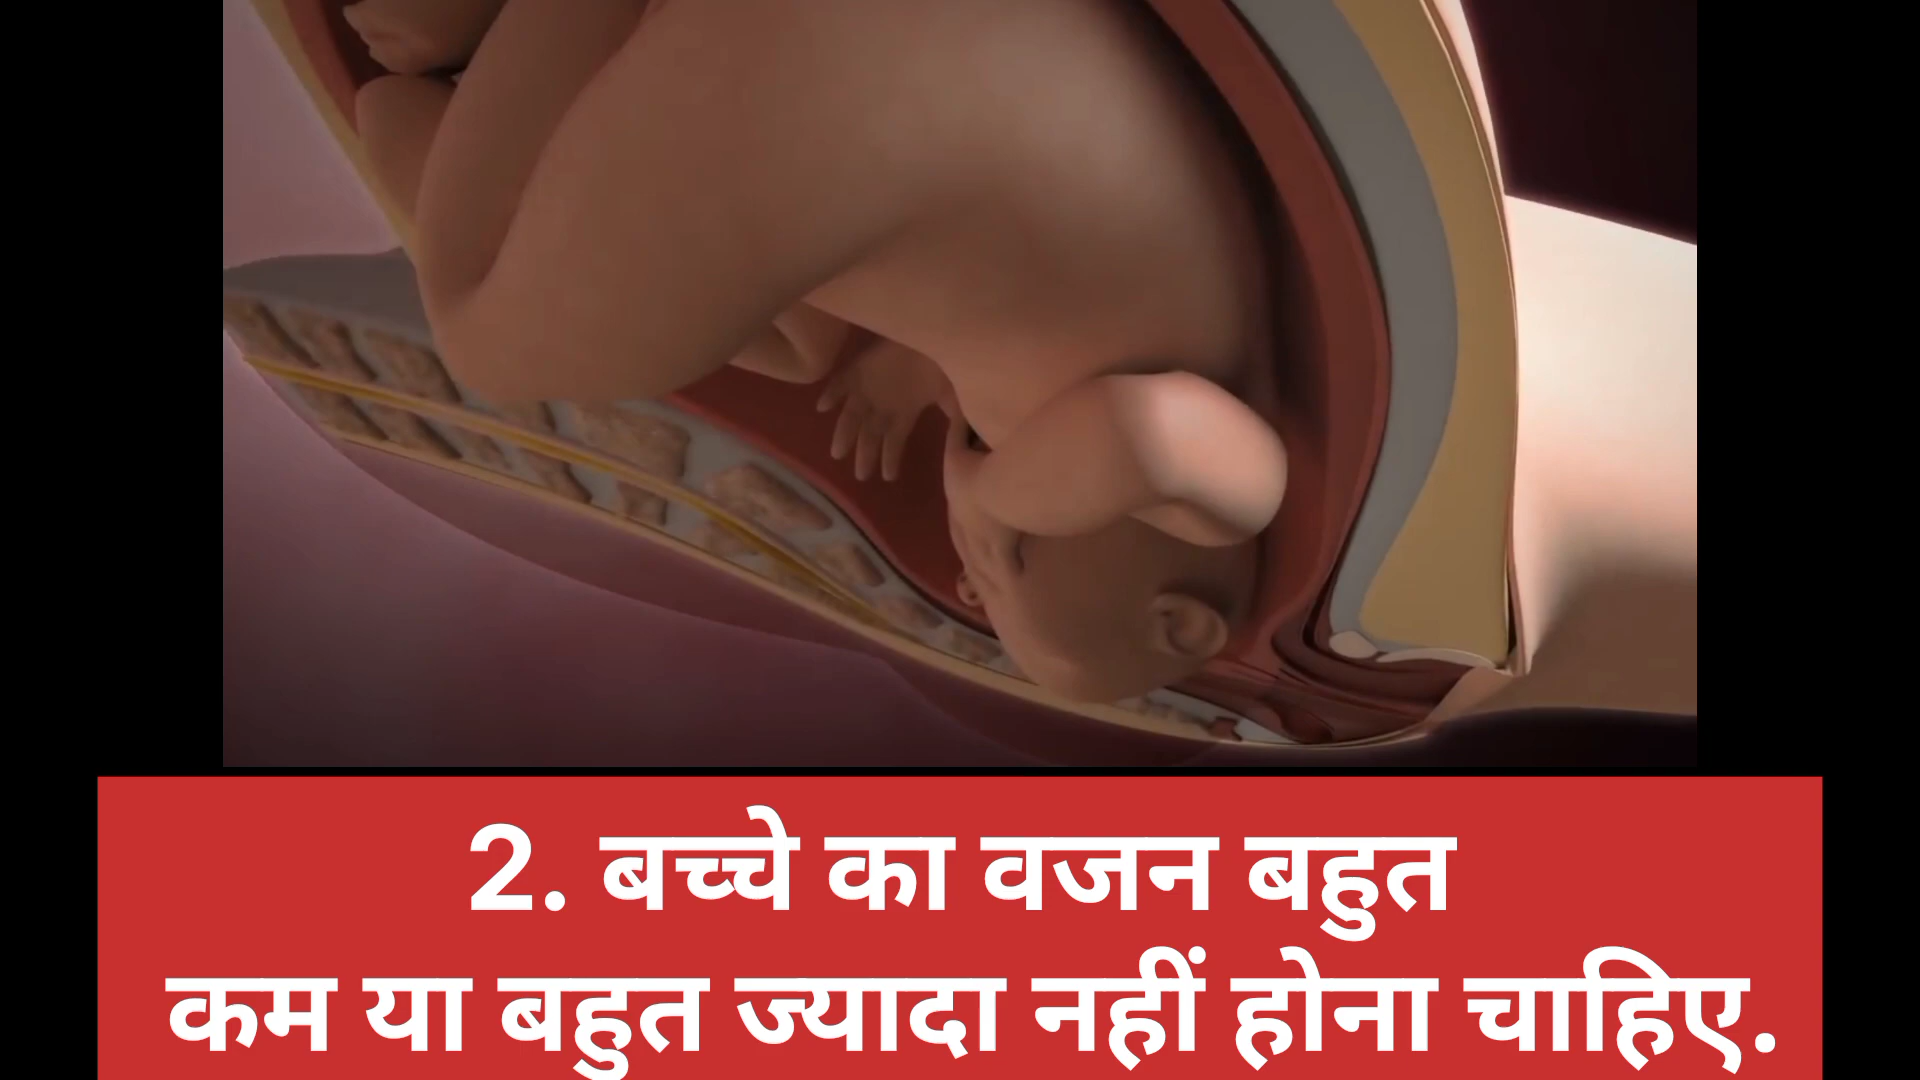 2. बच्चे का वजन बहुत
कम या बहुत ज्यादा नहीं होना चाहिए.